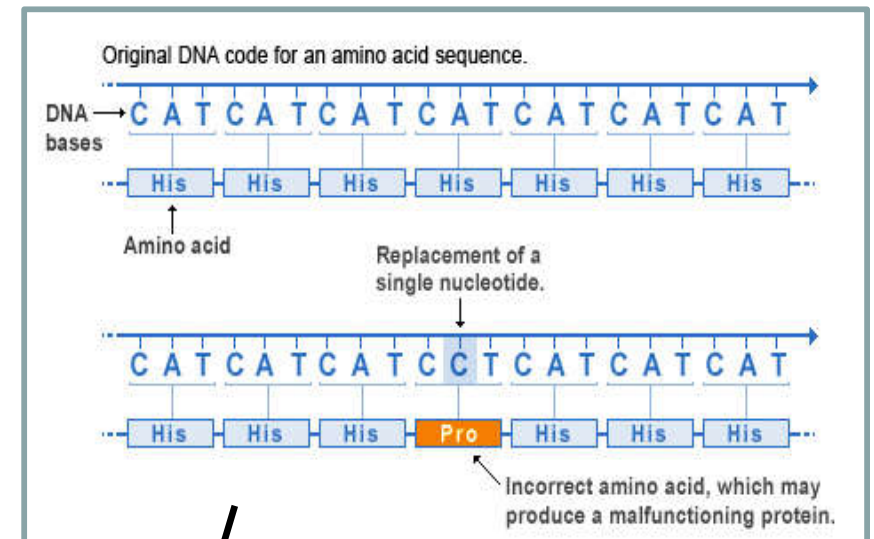 Original DNA code for an amino acid sequence.
DNA bases
C A T C A T C A T C A T C A T C A T C A T
His His His His His His His
Amino acid
Replacement of a
single nucleotide.
C A T C A T C A T C C T C A T C A T C A T
His His His Pro His His His
Incorrect amino acid, which may
produce a malfunctioning protein.